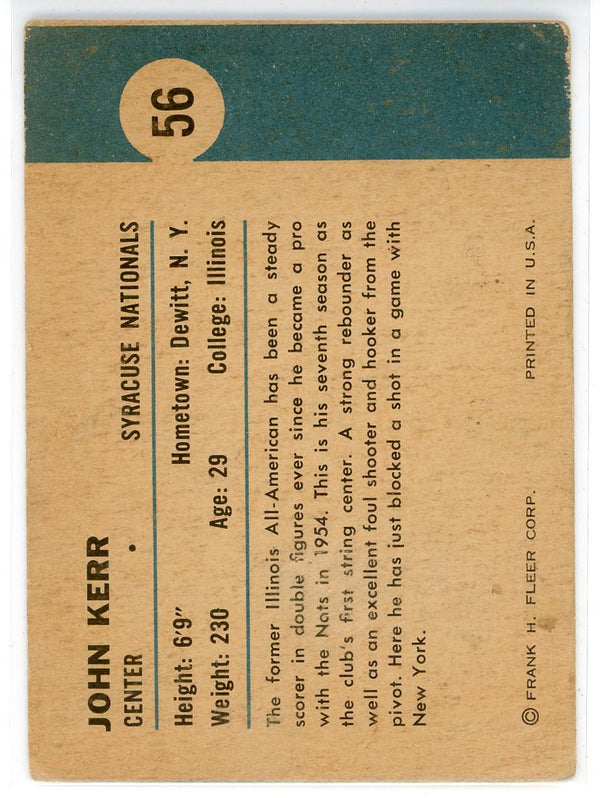 56
JOHN KERR
CENTER • SYRACUSE NATIONALS
Height: 6'9" Hometown: Dewitt, N. Y.
Weight: 230 Age: 29 College: Illinois
The former Illinois All-American has been a steady
scorer in double figures ever since he became a pro
with the Nats in 1954. This is his seventh season as
the club's first string center. A strong rebounder as
well as an excellent foul shooter and hooker from the
pivot. Here he has just blocked a shot in a game with
New York.
© FRANK H. FLEER CORP. PRINTED IN U.S.A.